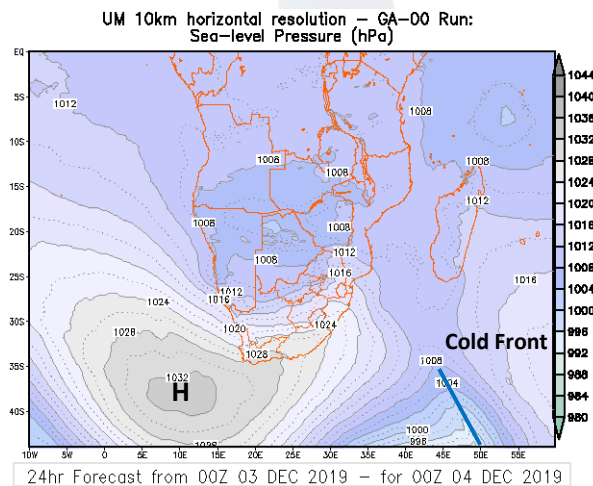 UM 10km horizontal resolution – GA-00 Run:
Sea-level Pressure (hPa)
EQ
5S
10S
15S
20S
25S
30S
35S
40S
10W 5W 0 5E 10E 15E 20E 25E 30E 35E 40E 45E 50E 55E
1044
1040
1036
1032
1028
1024
1020
1016
1012
1008
1004
1000
996
992
988
984
980
1012
1008
1008
1008
1008
1012
1008
1008
1008
1012
1016
1012
1016
1016
1024
1020
1024
1028
1028
Cold Front
1008
1032
1004
H
1000
996
1028
24hr Forecast from 00Z 03 DEC 2019 – for 00Z 04 DEC 2019